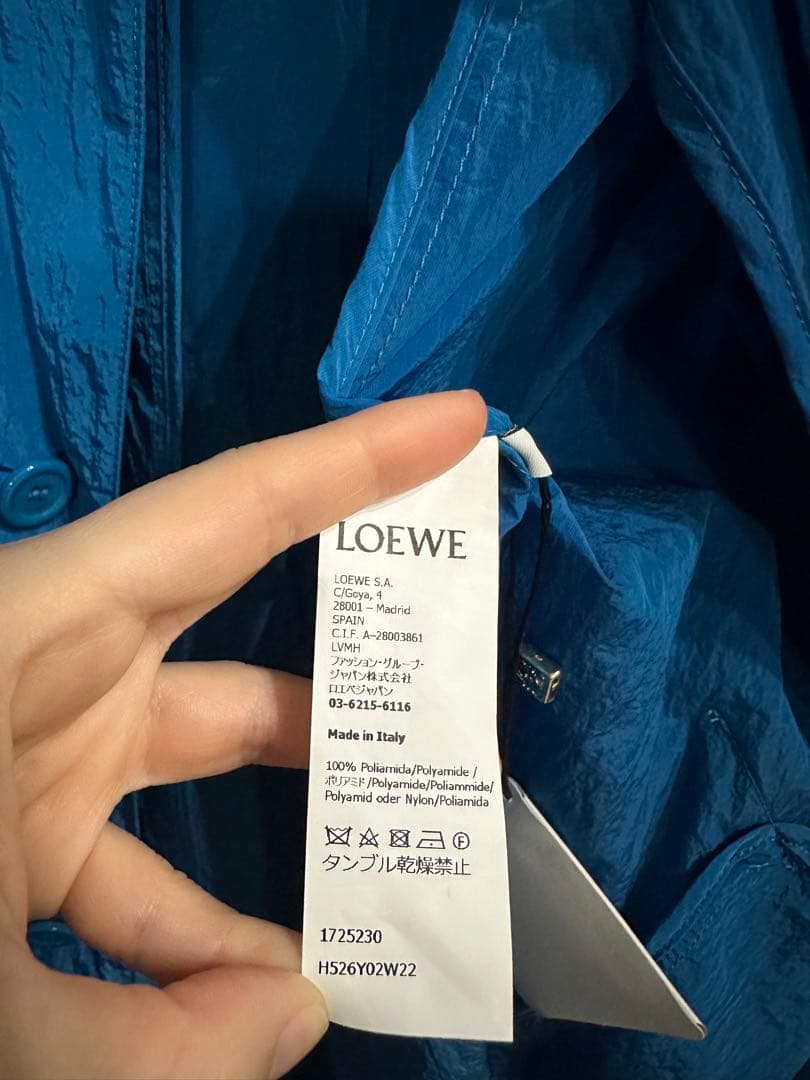 LOEWE
LOEWE S.A.
C/Goya, 4
28001 – Madrid
SPAIN
C.I.F. A-28003861
LVMH
ファッション・グループ・
ジャパン株式会社
ロエベジャパン
03-6215-6116
Made in Italy
100% Poliamida/Polyamide /
ポリアミド/Polyamide/Poliammide/
Polyamid oder Nylon/Poliamida
P
タンブル乾燥禁止
1725230
H526Y02W22